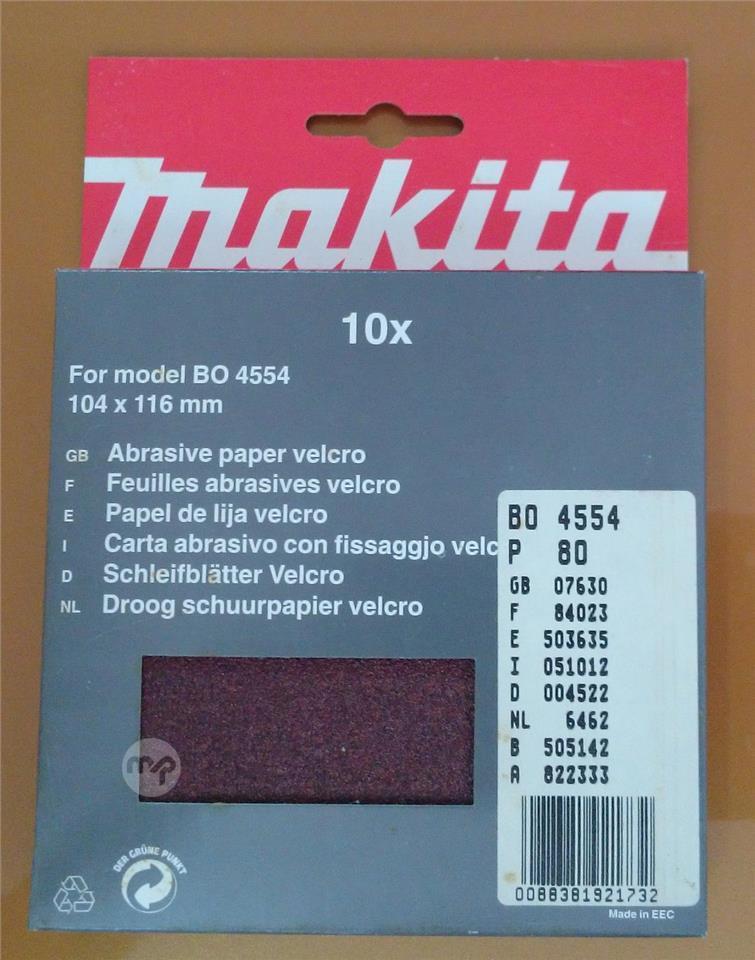 makita
10x
For model BO 4554
104 x 116 mm
GB Abrasive paper velcro
F Feuilles abrasives velcro
E Papel de lija velcro
I Carta abrasivo con fissaggjo velc
D Schleifblätter Velcro
NL Droog schuurpapier velcro
BO 4554
P 80
GB 07630
F 84023
E 503635
I 051012
D 004522
NL 6462
B 505142
A 822333
0088381921732
Made in EEC
DER GRÜNE PUNKT
mp